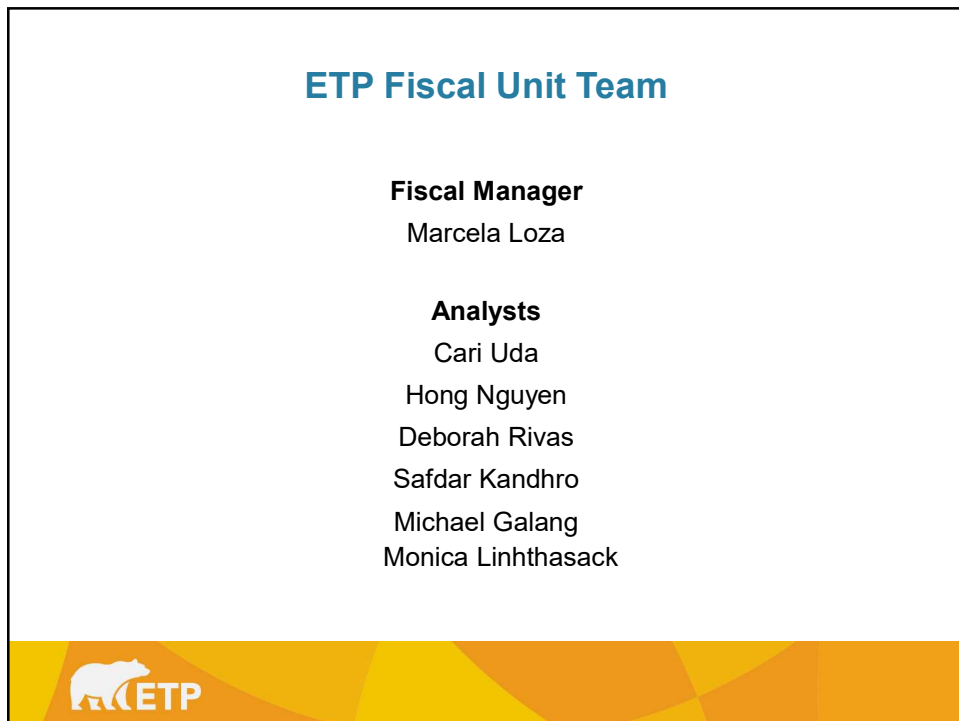 ETP Fiscal Unit Team
Fiscal Manager
Marcela Loza
Analysts
Cari Uda
Hong Nguyen
Deborah Rivas
Safdar Kandhro
Michael Galang
Monica Linhthasack
ETP